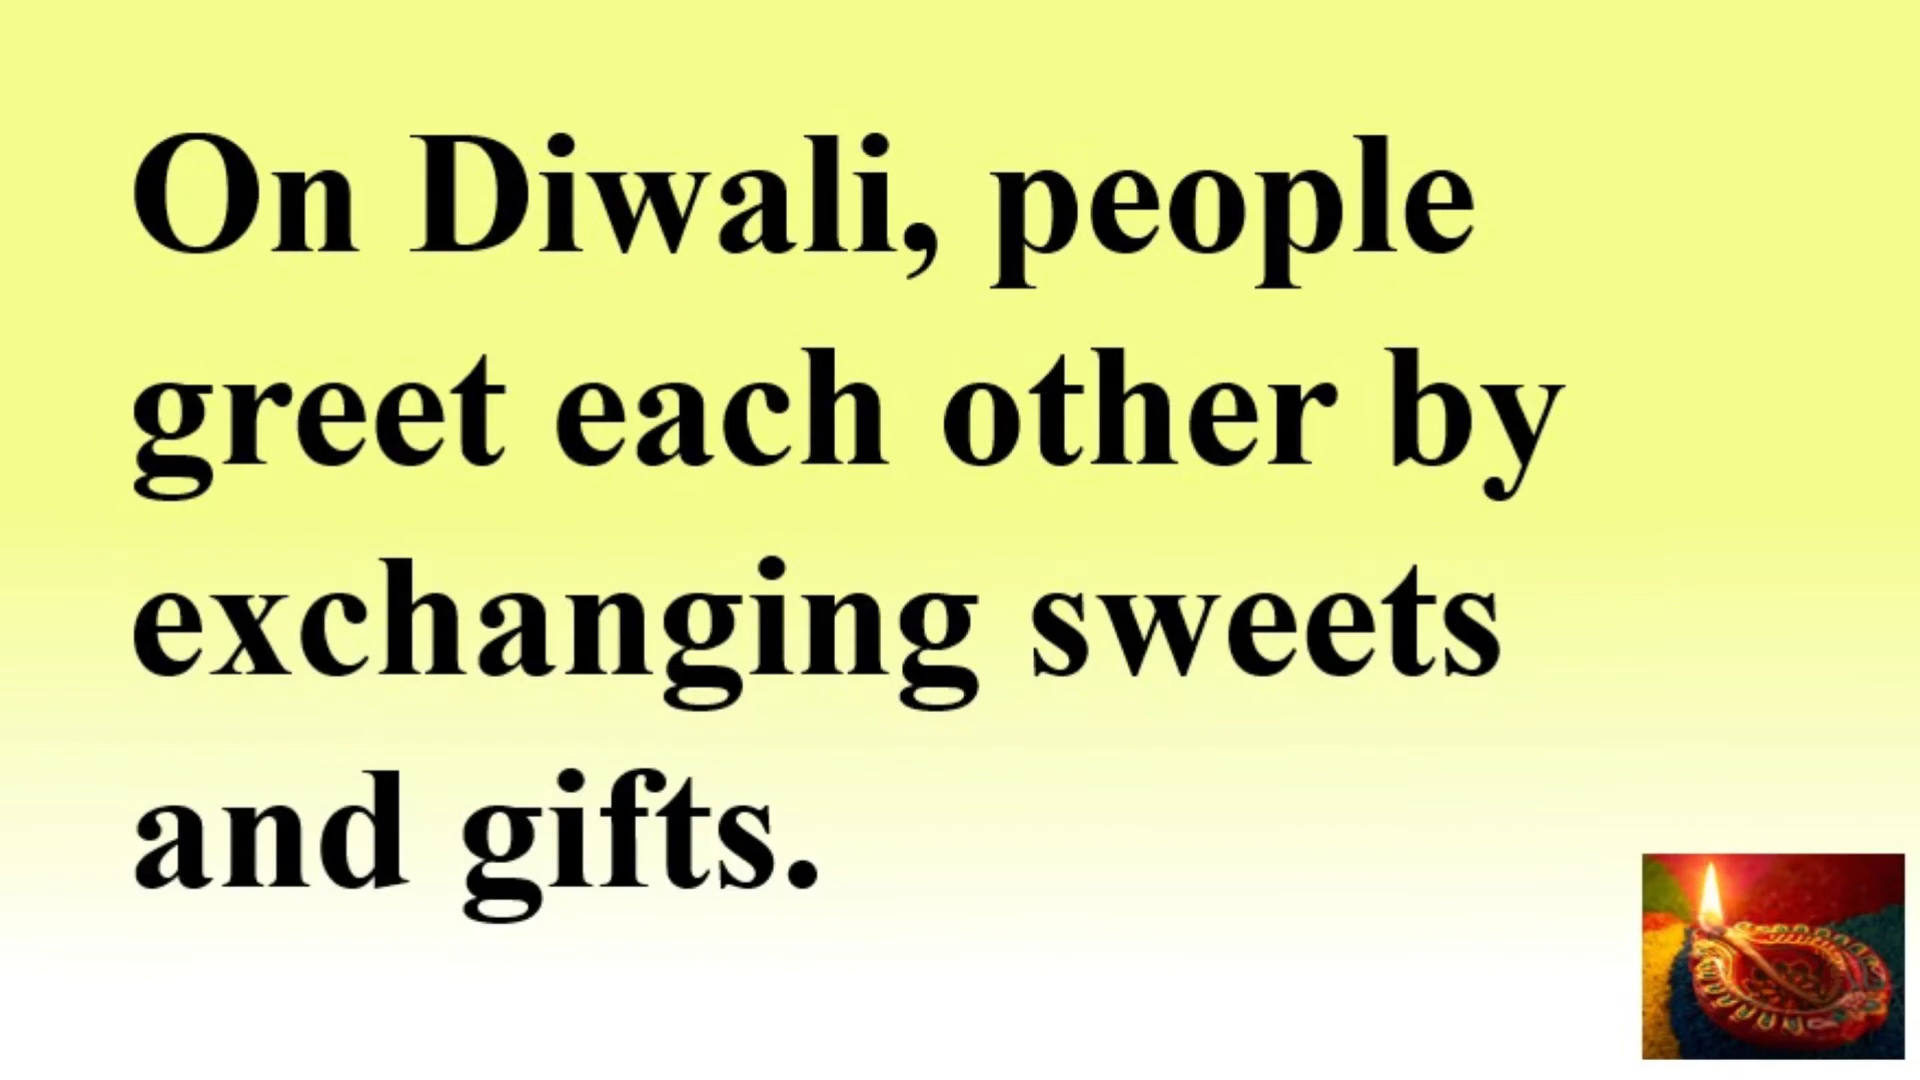 On Diwali, people
greet each other by
exchanging sweets
and gifts.